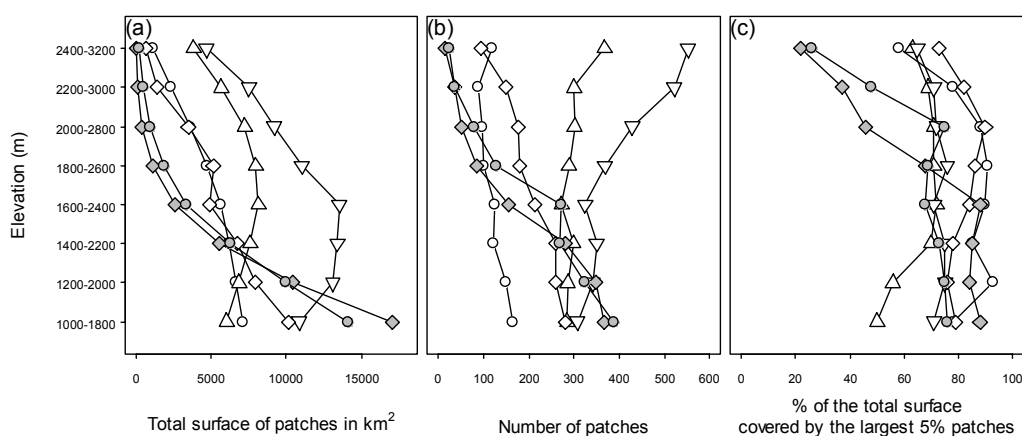 (a)
(b)
(c)
Elevation (m)
2400-3200
2200-3000
2000-2800
1800-2600
1600-2400
1400-2200
1200-2000
1000-1800
0 5000 10000 15000
0 100 200 300 400 500 600
0 20 40 60 80 100
Total surface of patches in km²
Number of patches
% of the total surface
covered by the largest 5% patches